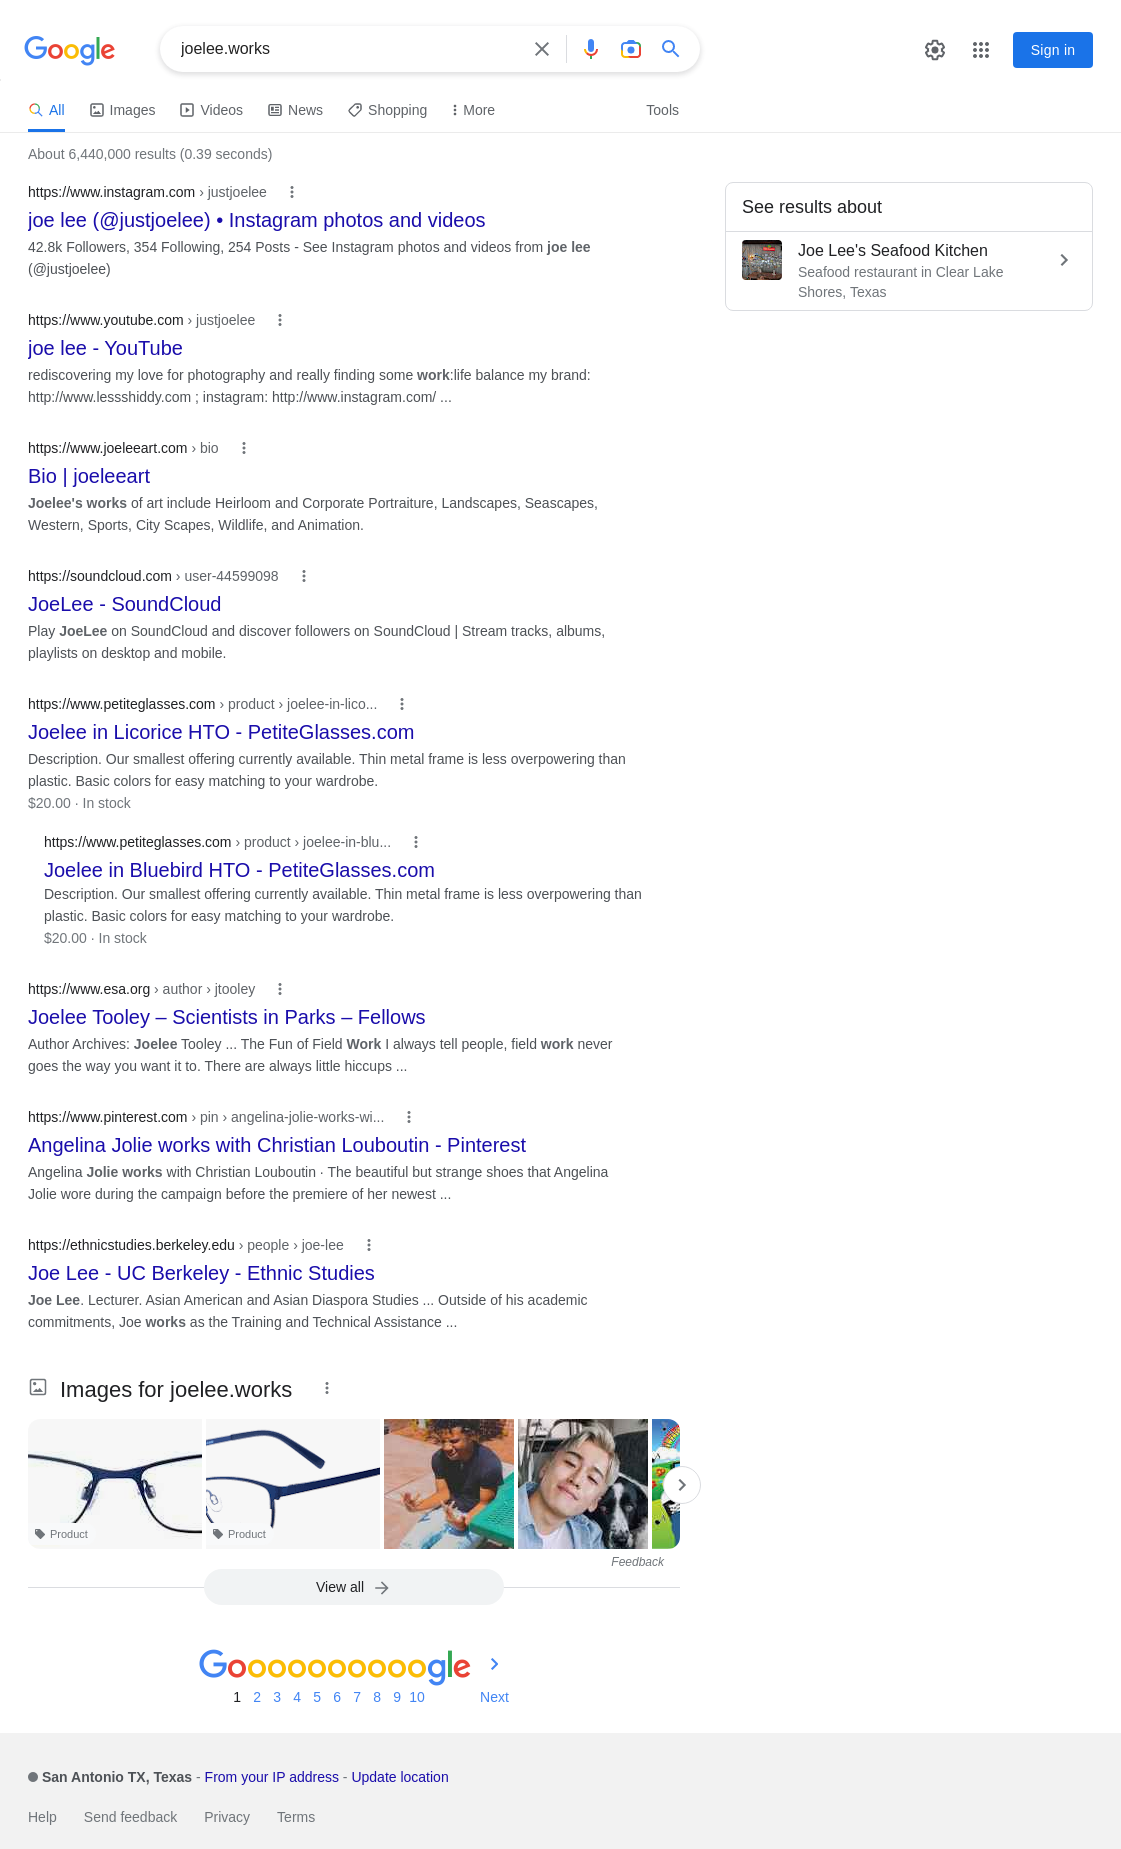 Google
joelee.works
Sign in
All
Images
Videos
News
Shopping
More
Tools
About 6,440,000 results (0.39 seconds)
https://www.instagram.com › justjoelee
joe lee (@justjoelee) • Instagram photos and videos
42.8k Followers, 354 Following, 254 Posts - See Instagram photos and videos from joe lee
(@justjoelee)
See results about
Joe Lee's Seafood Kitchen
Seafood restaurant in Clear Lake
Shores, Texas
https://www.youtube.com › justjoelee
joe lee - YouTube
rediscovering my love for photography and really finding some work:life balance my brand:
http://www.lessshiddy.com ; instagram: http://www.instagram.com/ ...
https://www.joeleeart.com › bio
Bio | joeleeart
Joelee's works of art include Heirloom and Corporate Portraiture, Landscapes, Seascapes,
Western, Sports, City Scapes, Wildlife, and Animation.
https://soundcloud.com › user-44599098
JoeLee - SoundCloud
Play JoeLee on SoundCloud and discover followers on SoundCloud | Stream tracks, albums,
playlists on desktop and mobile.
https://www.petiteglasses.com › product › joelee-in-lico...
Joelee in Licorice HTO - PetiteGlasses.com
Description. Our smallest offering currently available. Thin metal frame is less overpowering than
plastic. Basic colors for easy matching to your wardrobe.
$20.00 · In stock
https://www.petiteglasses.com › product › joelee-in-blu...
Joelee in Bluebird HTO - PetiteGlasses.com
Description. Our smallest offering currently available. Thin metal frame is less overpowering than
plastic. Basic colors for easy matching to your wardrobe.
$20.00 · In stock
https://www.esa.org › author › jtooley
Joelee Tooley – Scientists in Parks – Fellows
Author Archives: Joelee Tooley ... The Fun of Field Work I always tell people, field work never
goes the way you want it to. There are always little hiccups ...
https://www.pinterest.com › pin › angelina-jolie-works-wi...
Angelina Jolie works with Christian Louboutin - Pinterest
Angelina Jolie works with Christian Louboutin · The beautiful but strange shoes that Angelina
Jolie wore during the campaign before the premiere of her newest ...
https://ethnicstudies.berkeley.edu › people › joe-lee
Joe Lee - UC Berkeley - Ethnic Studies
Joe Lee. Lecturer. Asian American and Asian Diaspora Studies ... Outside of his academic
commitments, Joe works as the Training and Technical Assistance ...
Images for joelee.works
Product
Product
Feedback
View all
Goooooooooogle
1 2 3 4 5 6 7 8 9 10 Next
San Antonio TX, Texas - From your IP address - Update location
Help
Send feedback
Privacy
Terms